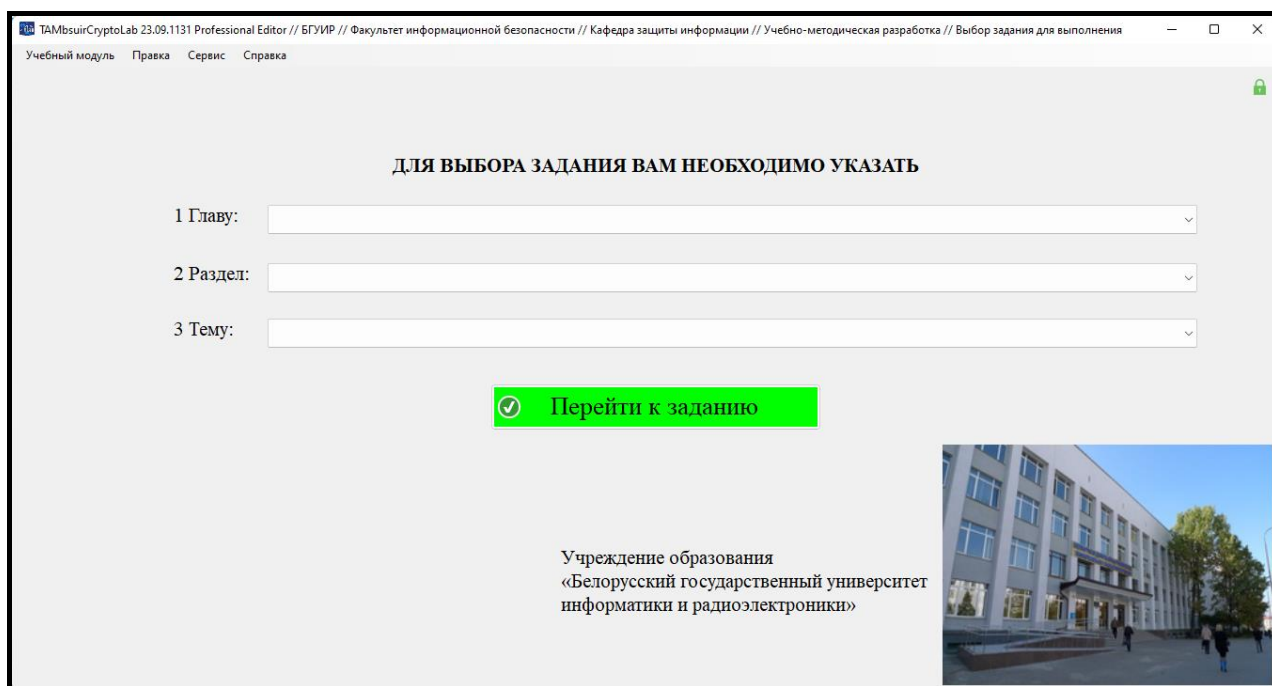 TAMbsuirCryptoLab 23.09.1131 Professional Editor // БГУИР // Факультет информационной безопасности // Кафедра защиты информации // Учебно-методическая разработка // Выбор задания для выполнения
Учебный модуль Правка Сервис Справка
ДЛЯ ВЫБОРА ЗАДАНИЯ ВАМ НЕОБХОДИМО УКАЗАТЬ
1 Главу:
2 Раздел:
3 Тему:
Перейти к заданию
Учреждение образования
«Белорусский государственный университет
информатики и радиоэлектроники»